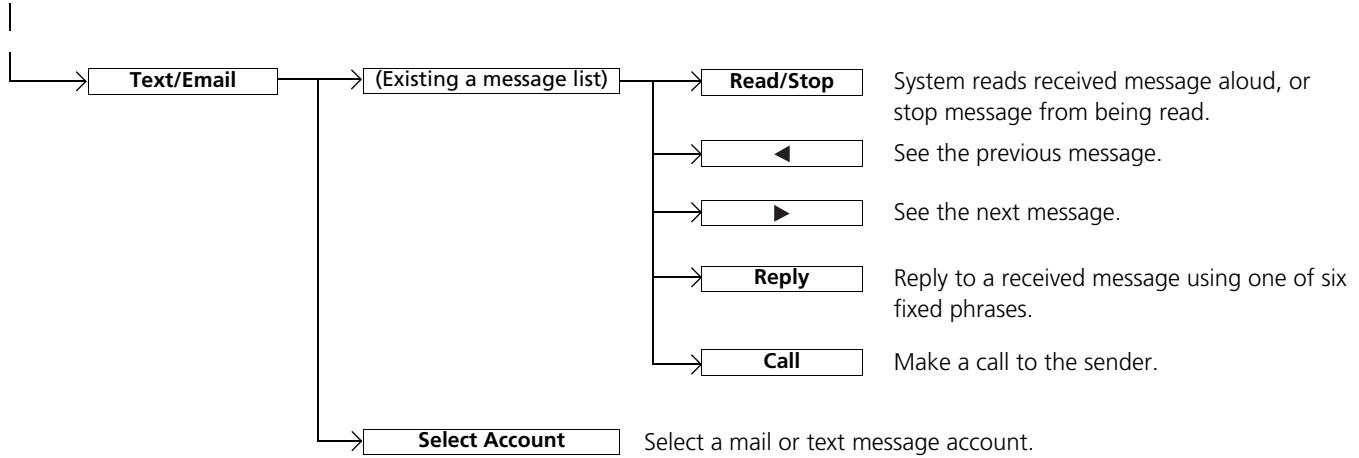 Text/Email
(Existing a message list)
Read/Stop
System reads received message aloud, or
stop message from being read.
◀
See the previous message.
▶
See the next message.
Reply
Reply to a received message using one of six
fixed phrases.
Call
Make a call to the sender.
Select Account
Select a mail or text message account.